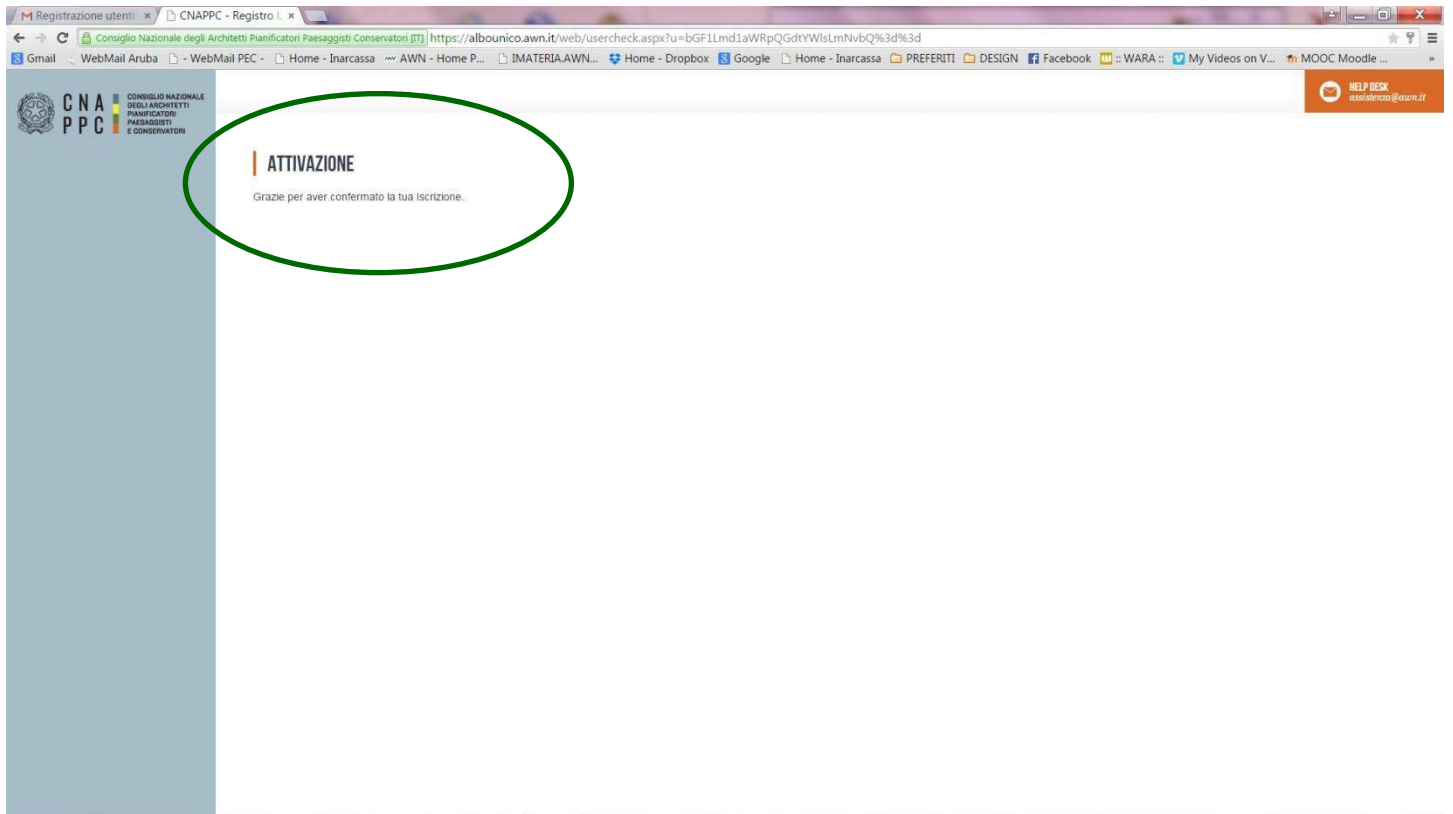 Registrazione utenti
CNAPPC - Registro U
Consiglio Nazionale degli Architetti Pianificatori Paesaggisti Conservatori [IT] https://albounico.awn.it/web/usercheck.aspx?u=bGF1Lmd1aWRpQGdtYWlsLmNvbQ%3d%3d
Gmail WebMail Aruba - WebMail PEC - Home - Inarcassa AWN - Home P... IMATERIA.AWN... Home - Dropbox Google Home - Inarcassa PREFERITI DESIGN Facebook :: WARA :: My Videos on V... MOOC Moodle ... »
CNA
PPC
CONSIGLIO NAZIONALE
DEGLI ARCHITETTI
PIANIFICATORI
PAESAGGISTI
E CONSERVATORI
HELP DESK
assistenza@awn.it
ATTIVAZIONE
Grazie per aver confermato la tua Iscrizione.